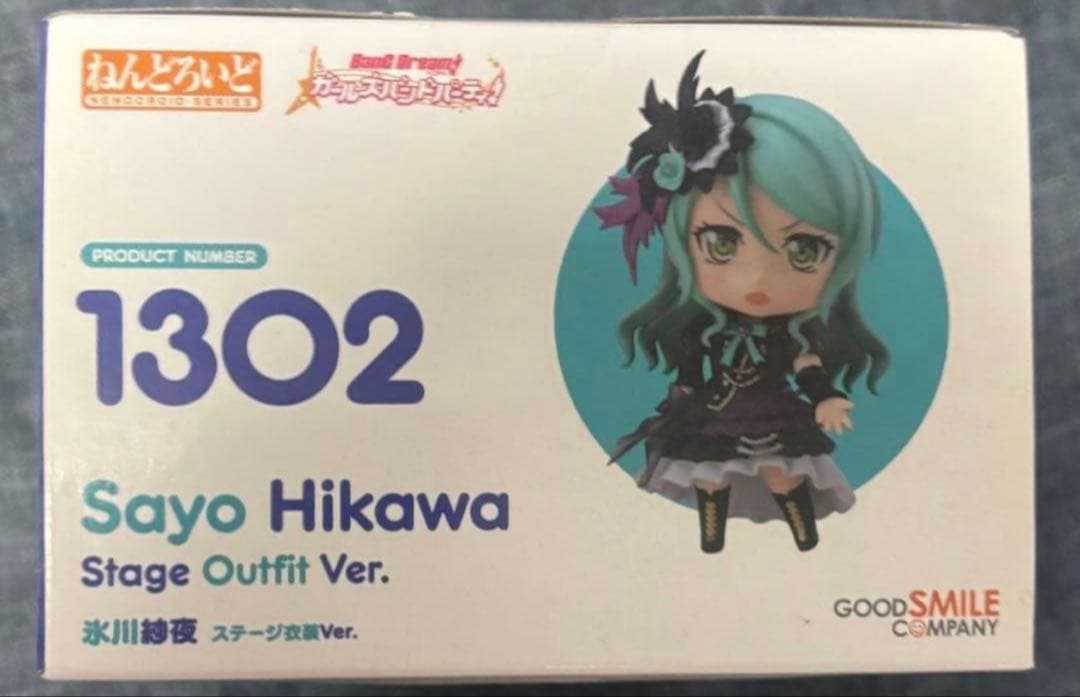 ねんどろいど
NENDOROID-SERIES
BanG Dream!
ガールズバンドパーティ!
PRODUCT NUMBER
1302
Sayo Hikawa
Stage Outfit Ver.
氷川紗夜 ステージ衣装Ver.
GOOD SMILE
COMPANY